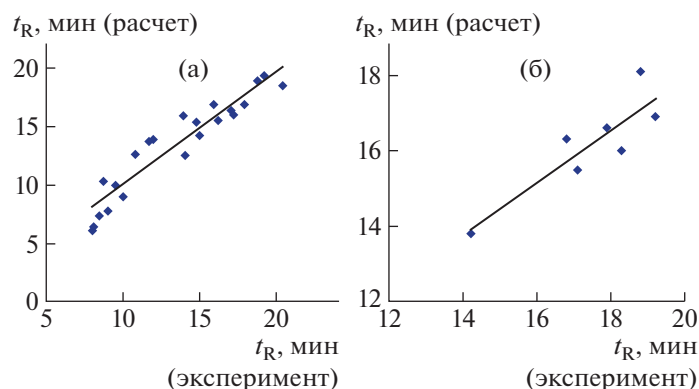 t_R, мин (расчет)
20
15
10
5
0
(а)
5 10 15 20
t_R, мин
(эксперимент)
t_R, мин (расчет)
18
16
14
12
(б)
12 14 16 18 20
t_R, мин
(эксперимент)